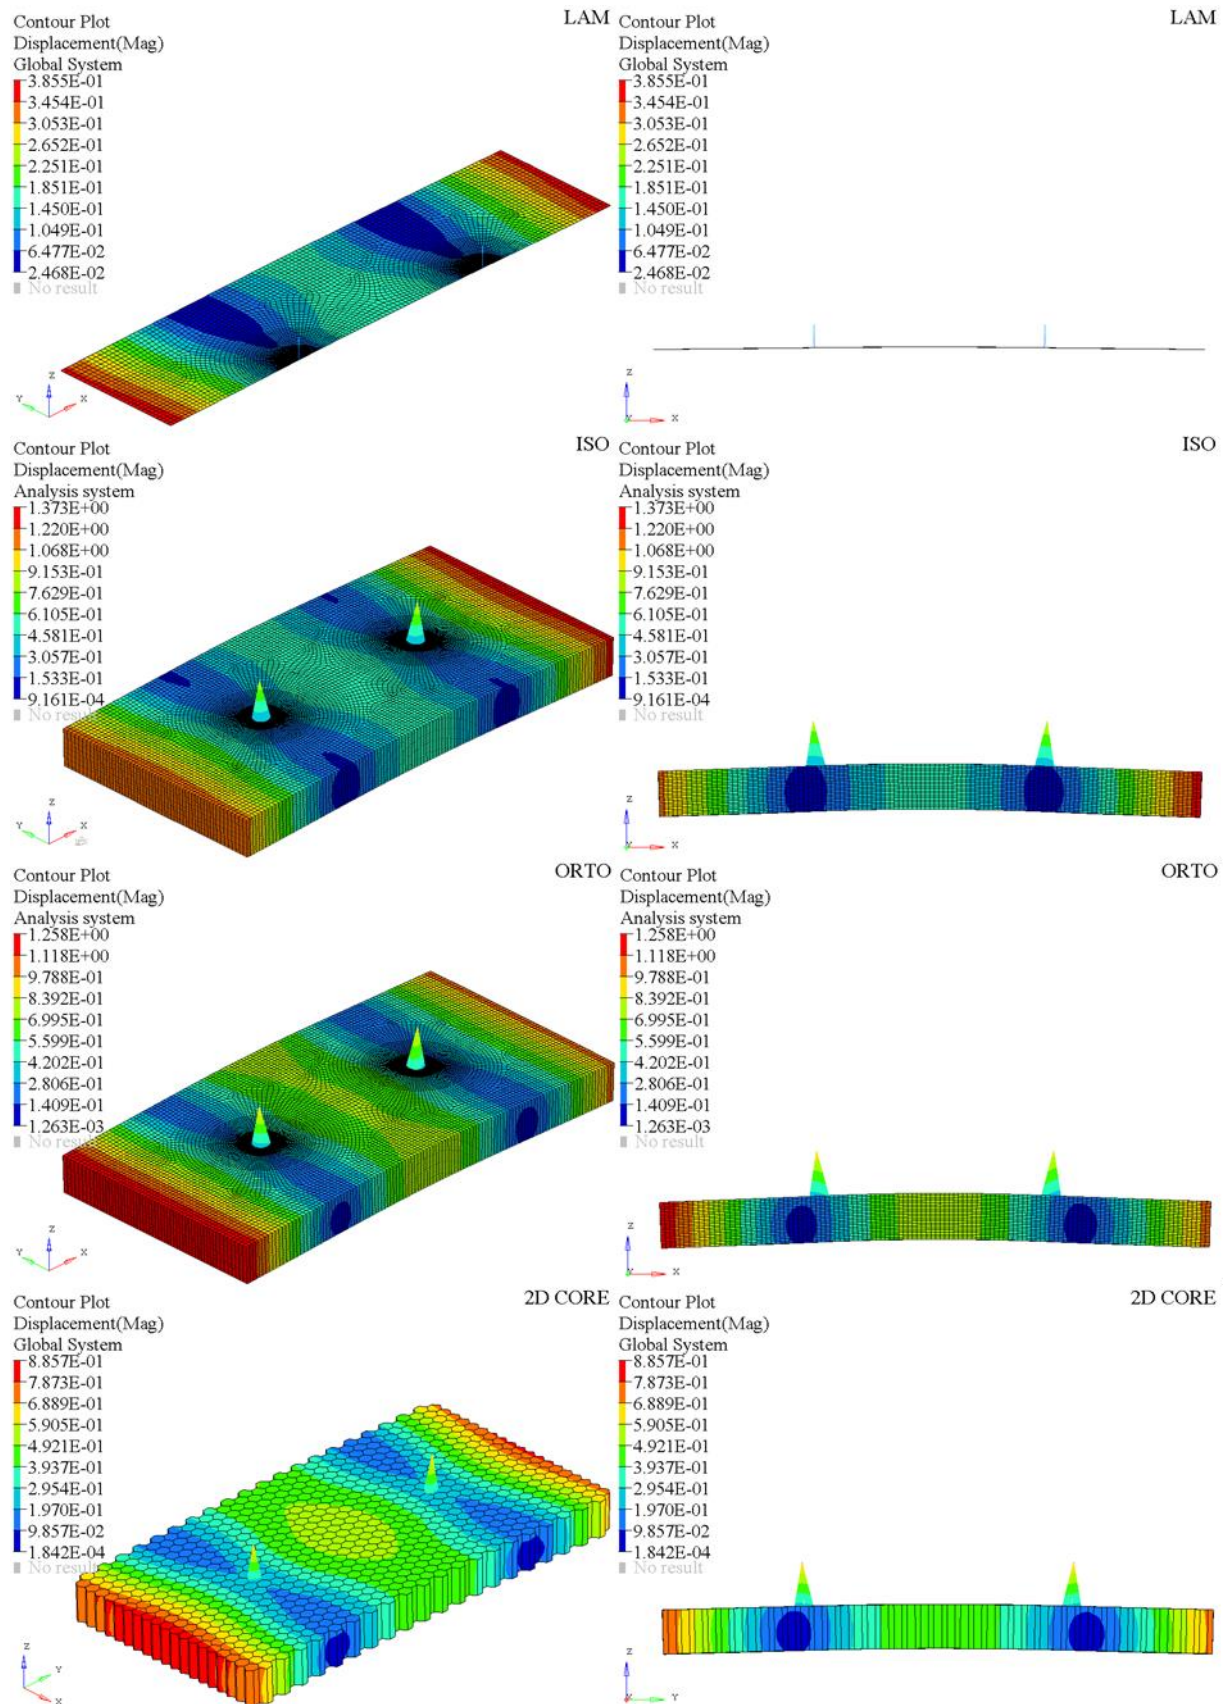 LAM
Contour Plot
Displacement(Mag)
Global System
3.855E-01
3.454E-01
3.053E-01
2.652E-01
2.251E-01
1.851E-01
1.450E-01
1.049E-01
6.477E-02
2.468E-02
No result
Z
Y
X
LAM
Contour Plot
Displacement(Mag)
Global System
3.855E-01
3.454E-01
3.053E-01
2.652E-01
2.251E-01
1.851E-01
1.450E-01
1.049E-01
6.477E-02
2.468E-02
No result
Z
Y
X
ISO
Contour Plot
Displacement(Mag)
Analysis system
1.373E+00
1.220E+00
1.068E+00
9.153E-01
7.629E-01
6.105E-01
4.581E-01
3.057E-01
1.533E-01
9.161E-04
No result
Z
Y
X
ISO
Contour Plot
Displacement(Mag)
Analysis system
1.373E+00
1.220E+00
1.068E+00
9.153E-01
7.629E-01
6.105E-01
4.581E-01
3.057E-01
1.533E-01
9.161E-04
No result
Z
Y
X
ORTO
Contour Plot
Displacement(Mag)
Analysis system
1.258E+00
1.118E+00
9.788E-01
8.392E-01
6.995E-01
5.599E-01
4.202E-01
2.806E-01
1.409E-01
1.263E-03
No result
Z
Y
X
ORTO
Contour Plot
Displacement(Mag)
Analysis system
1.258E+00
1.118E+00
9.788E-01
8.392E-01
6.995E-01
5.599E-01
4.202E-01
2.806E-01
1.409E-01
1.263E-03
No result
Z
Y
X
2D CORE
Contour Plot
Displacement(Mag)
Global System
8.857E-01
7.873E-01
6.889E-01
5.905E-01
4.921E-01
3.937E-01
2.954E-01
1.970E-01
9.857E-02
1.842E-04
No result
Z
Y
X
2D CORE
Contour Plot
Displacement(Mag)
Global System
8.857E-01
7.873E-01
6.889E-01
5.905E-01
4.921E-01
3.937E-01
2.954E-01
1.970E-01
9.857E-02
1.842E-04
No result
Z
X
Y